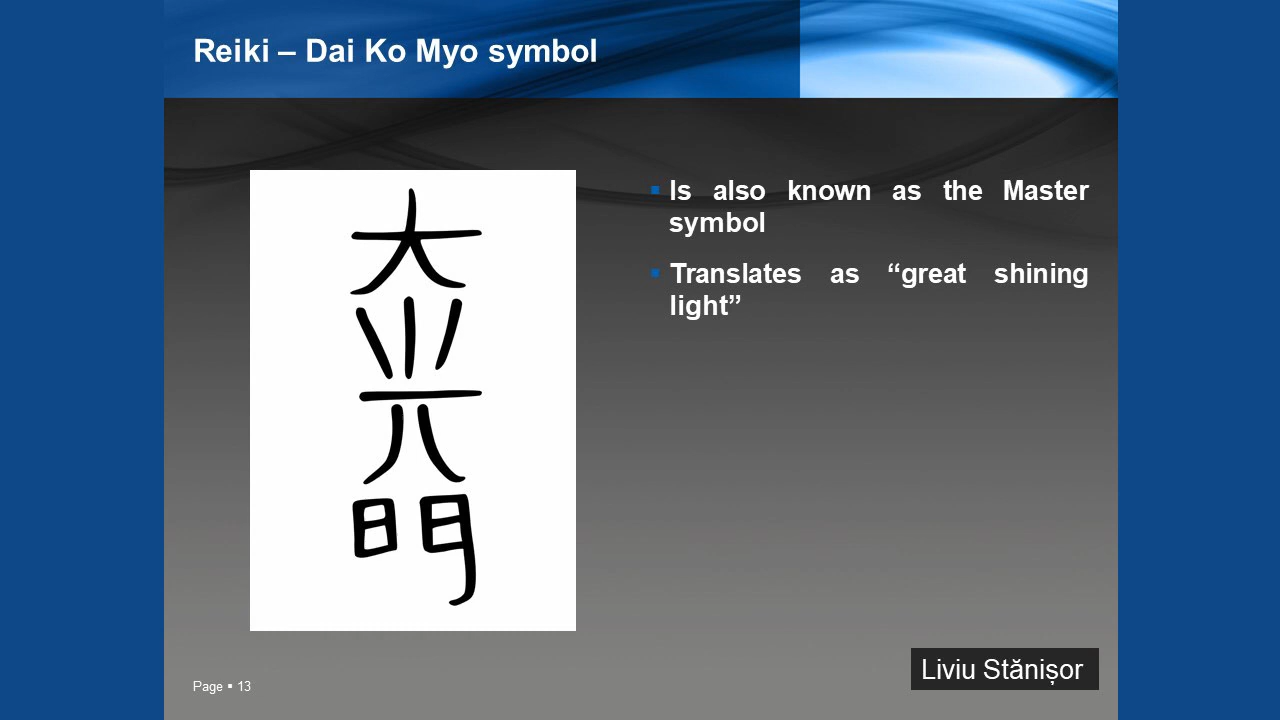 Reiki – Dai Ko Myo symbol
大
光
明
Is also known as the Master
symbol
Translates as “great shining
light”
Liviu Stănișor
Page ▪ 13